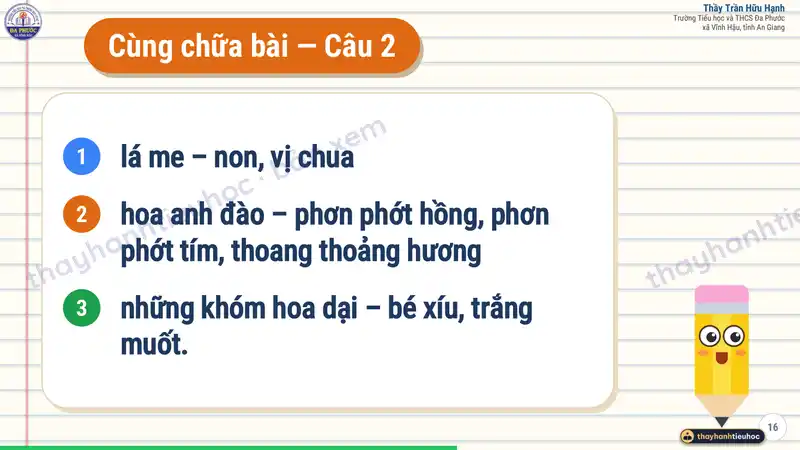 Thầy Trần Hữu Hạnh
Trường Tiểu học và THCS Đa Phước
xã Vĩnh Hậu, tỉnh An Giang
ĐA PHƯỚC
Cùng chữa bài – Câu 2
1 lá me – non, vị chua
2 hoa anh đào – phơn phớt hồng, phơn
phớt tím, thoang thoảng hương
3 những khóm hoa dại – bé xíu, trắng
muốt.
thayhanhtieuhoc
16